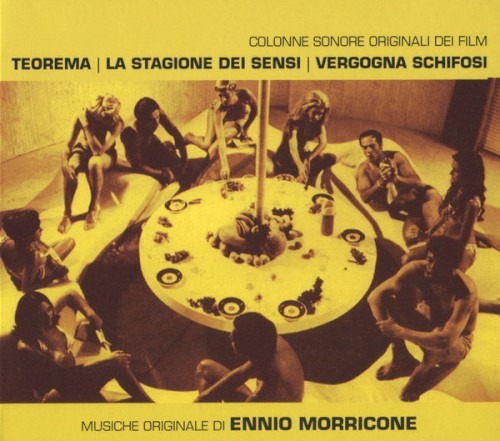 COLONNE SONORE ORIGINALI DEI FILM
TEOREMA | LA STAGIONE DEI SENSI | VERGOGNA SCHIFOSI
MUSICHE ORIGINALE DI ENNIO MORRICONE